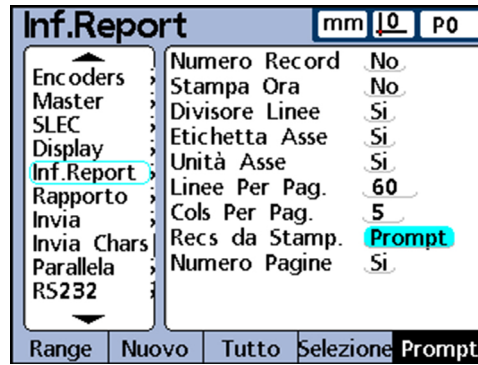 Inf.Report
mm
0
P0
Encoders
Master
SLEC
Display
Inf.Report
Rapporto
Invia
Invia Chars
Parallela
RS232
Numero Record No
Stampa Ora No
Divisore Linee Si
Etichetta Asse Si
Unità Asse Si
Linee Per Pag. 60
Cols Per Pag. 5
Recs da Stamp. Prompt
Numero Pagine Si
Range Nuovo Tutto Selezione Prompt